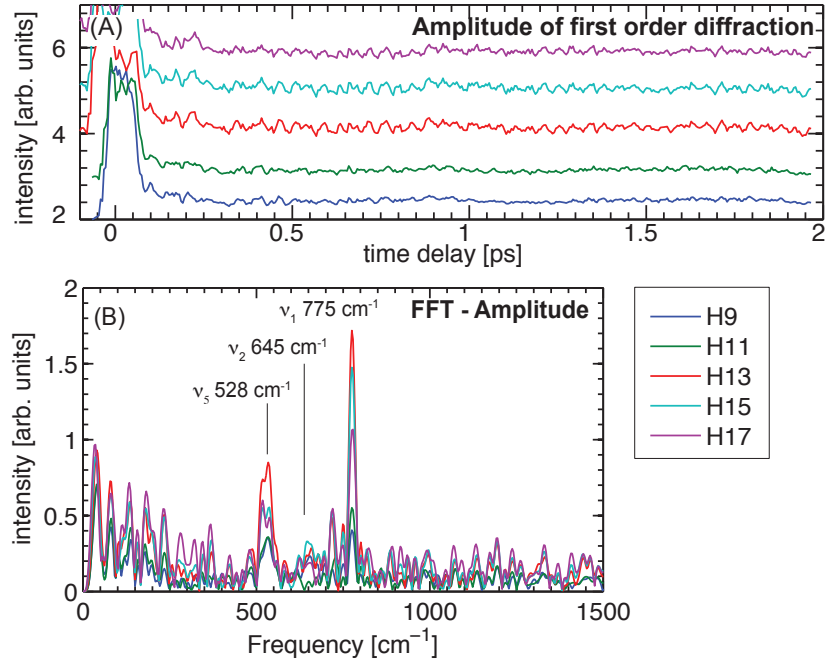 (A)
Amplitude of first order diffraction
intensity [arb. units]
6
4
2
0
0.5
1
1.5
2
time delay [ps]
(B)
FFT - Amplitude
ν₁ 775 cm⁻¹
ν₂ 645 cm⁻¹
ν₅ 528 cm⁻¹
intensity [arb. units]
2
1.5
1
0.5
0
0
500
1000
1500
Frequency [cm⁻¹]
H9
H11
H13
H15
H17